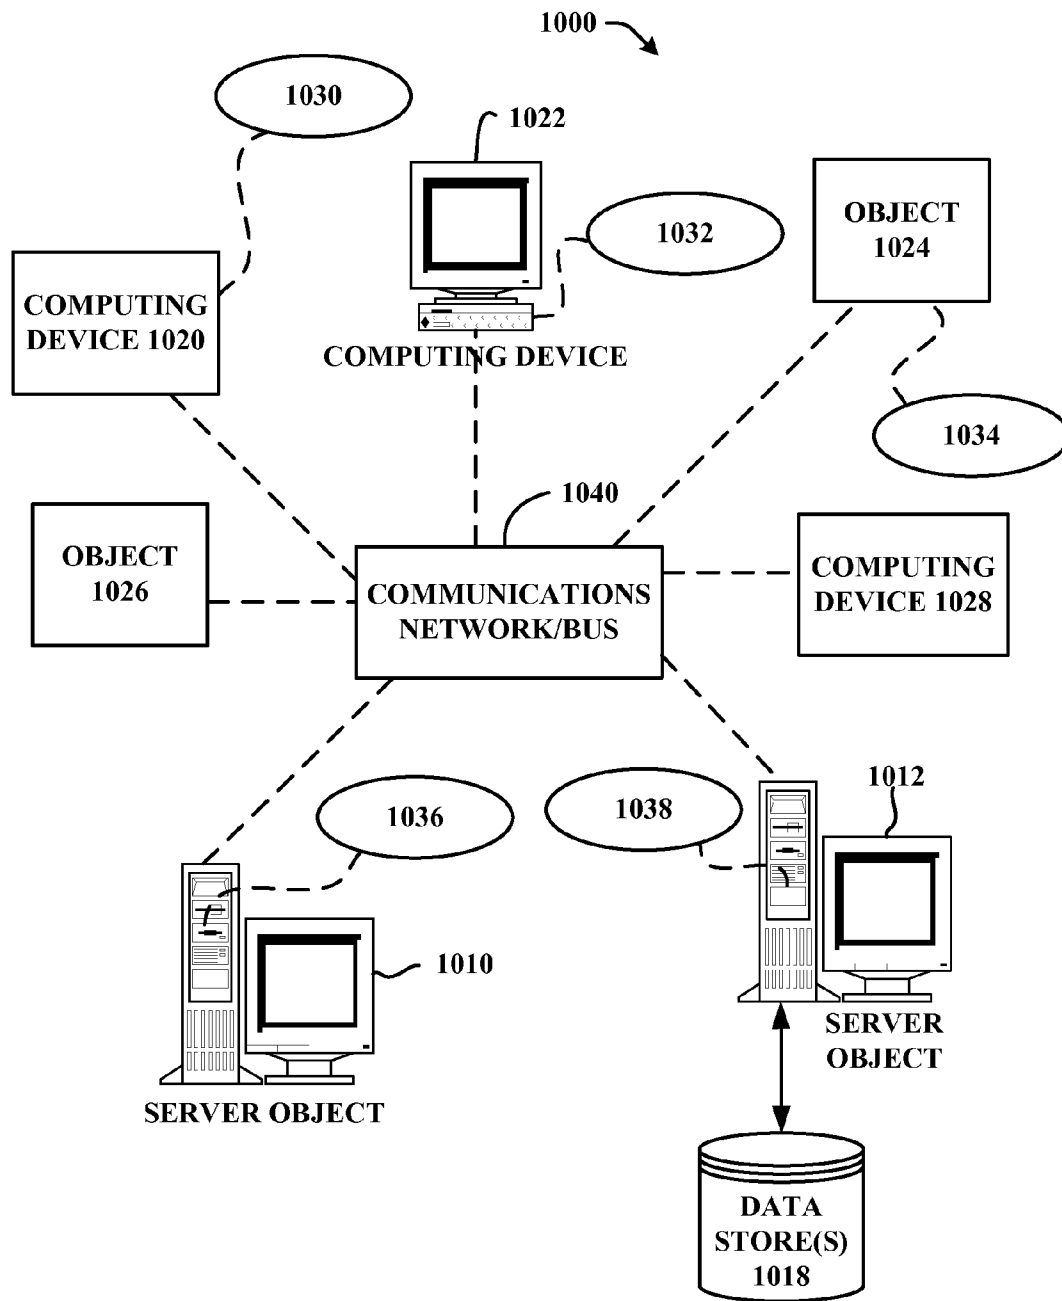 1000
1030
1022
1032
OBJECT
1024
COMPUTING
DEVICE 1020
COMPUTING DEVICE
1034
1040
OBJECT
1026
COMMUNICATIONS
NETWORK/BUS
COMPUTING
DEVICE 1028
1036
1038
1012
1010
SERVER OBJECT
SERVER
OBJECT
DATA
STORE(S)
1018